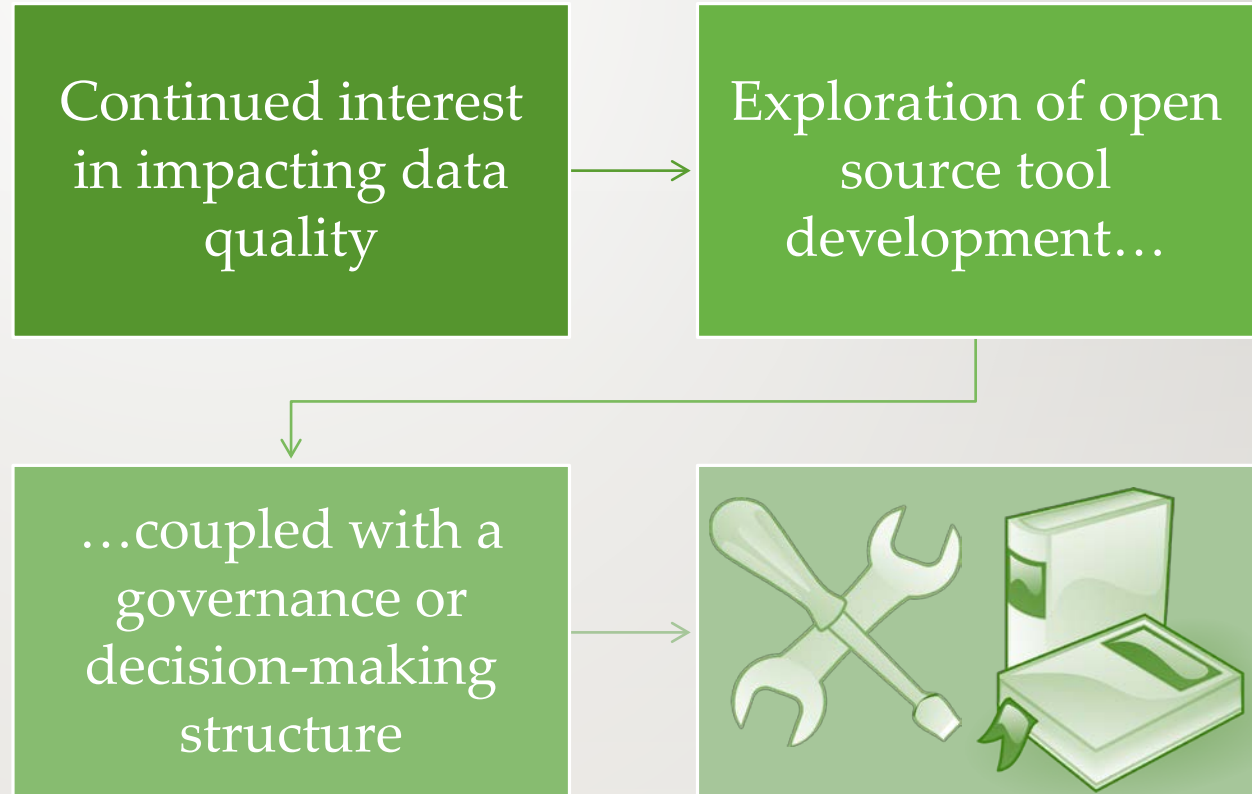 Continued interest
in impacting data
quality
Exploration of open
source tool
development…
…coupled with a
governance or
decision-making
structure